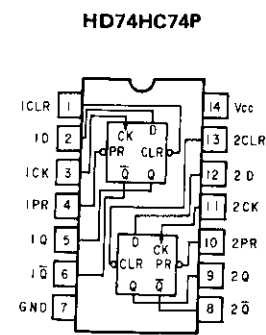 HD74HC74P
1CLR 1 14 Vcc
1D 2 13 2CLR
1CK 3 12 2D
1PR 4 11 2CK
1Q 5 10 2PR
1Q̅ 6 9 2Q
GND 7 8 2Q̅
CK D
PR CLR
Q̅ Q
D CK
CLR PR
Q Q̅